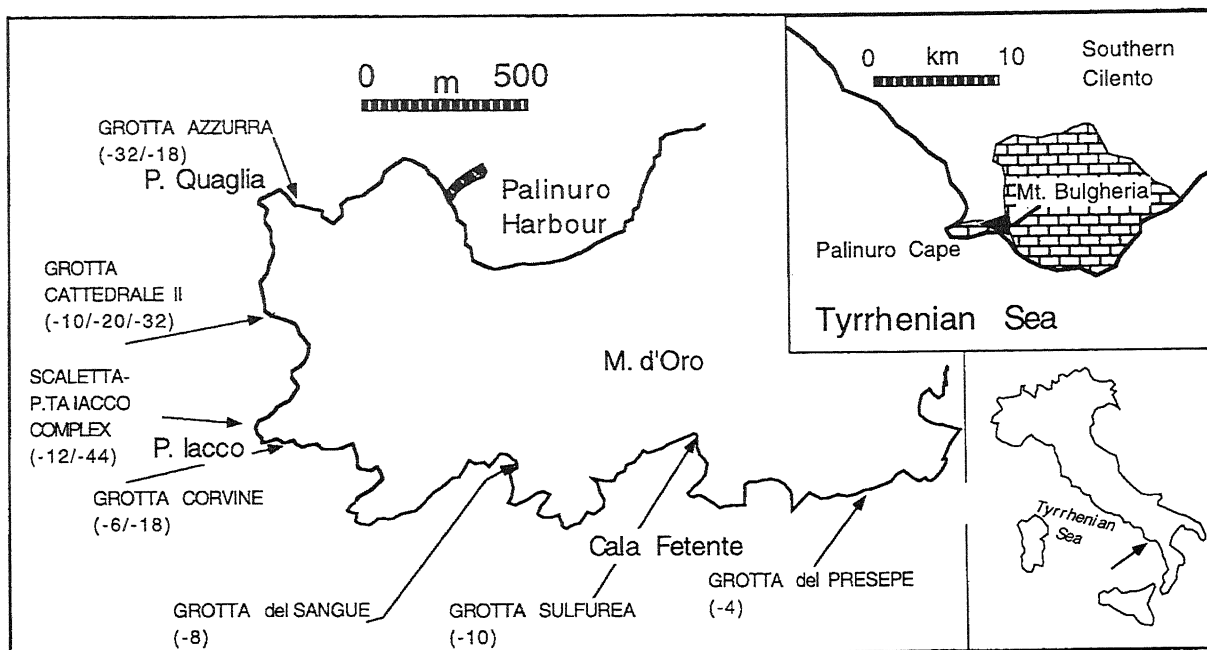 0 m 500
GROTTA AZZURRA
(-32/-18)
P. Quaglia
Palinuro
Harbour
GROTTA
CATTEDRALE II
(-10/-20/-32)
M. d'Oro
SCALETTA-
P.TA IACCO
COMPLEX
(-12/-44)
P. Iacco
GROTTA CORVINE
(-6/-18)
Cala Fetente
GROTTA del SANGUE
(-8)
GROTTA SULFUREA
(-10)
GROTTA del PRESEPE
(-4)
0 km 10
Southern
Cilento
Mt. Bulgheria
Palinuro Cape
Tyrrhenian Sea
Tyrrhenian
Sea